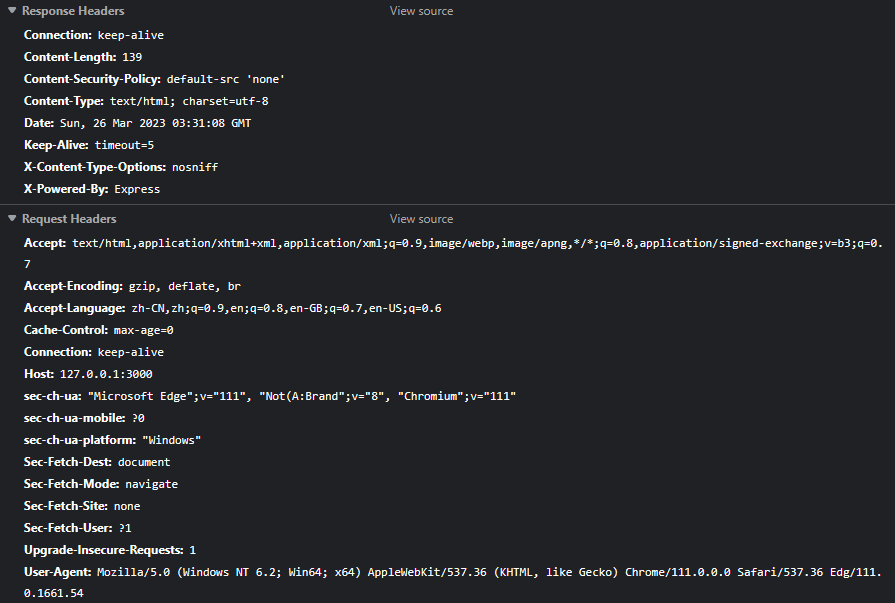 Response Headers View source
Connection: keep-alive
Content-Length: 139
Content-Security-Policy: default-src 'none'
Content-Type: text/html; charset=utf-8
Date: Sun, 26 Mar 2023 03:31:08 GMT
Keep-Alive: timeout=5
X-Content-Type-Options: nosniff
X-Powered-By: Express
Request Headers View source
Accept: text/html,application/xhtml+xml,application/xml;q=0.9,image/webp,image/apng,*/*;q=0.8,application/signed-exchange;v=b3;q=0.
7
Accept-Encoding: gzip, deflate, br
Accept-Language: zh-CN,zh;q=0.9,en;q=0.8,en-GB;q=0.7,en-US;q=0.6
Cache-Control: max-age=0
Connection: keep-alive
Host: 127.0.0.1:3000
sec-ch-ua: "Microsoft Edge";v="111", "Not(A:Brand";v="8", "Chromium";v="111"
sec-ch-ua-mobile: ?0
sec-ch-ua-platform: "Windows"
Sec-Fetch-Dest: document
Sec-Fetch-Mode: navigate
Sec-Fetch-Site: none
Sec-Fetch-User: ?1
Upgrade-Insecure-Requests: 1
User-Agent: Mozilla/5.0 (Windows NT 6.2; Win64; x64) AppleWebKit/537.36 (KHTML, like Gecko) Chrome/111.0.0.0 Safari/537.36 Edg/111.
0.1661.54